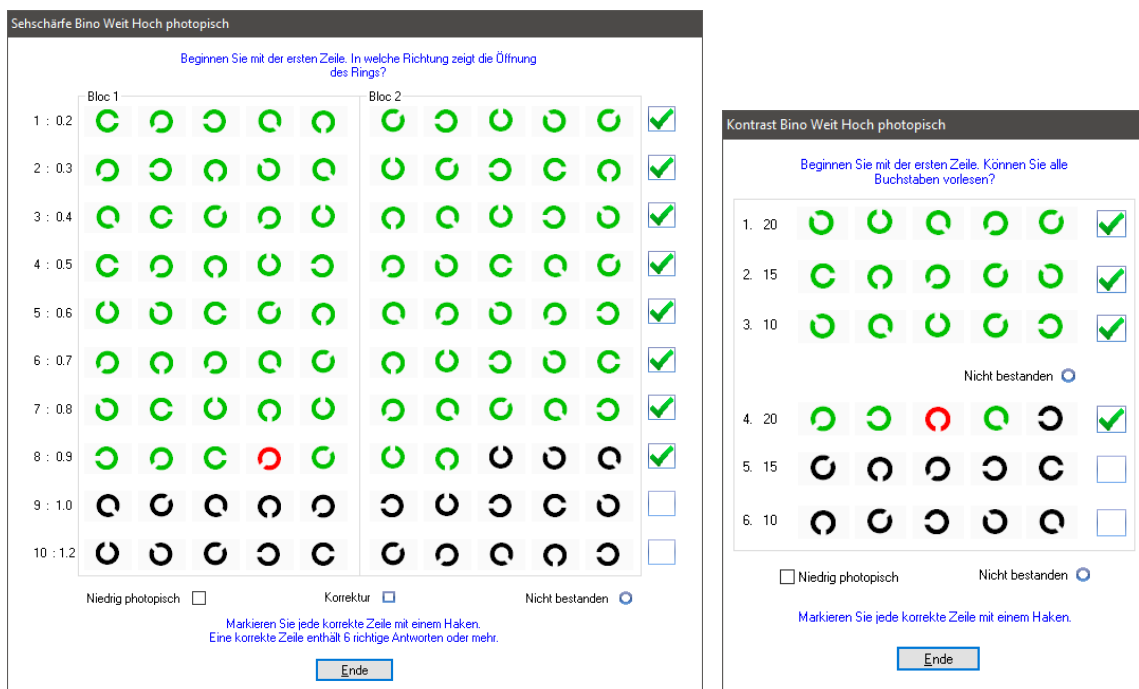 Sehschärfe Bino Weit Hoch photopisch
Beginnen Sie mit der ersten Zeile. In welche Richtung zeigt die Öffnung
des Rings?
Bloc 1
Bloc 2
1 : 0.2
2 : 0.3
3 : 0.4
4 : 0.5
5 : 0.6
6 : 0.7
7 : 0.8
8 : 0.9
9 : 1.0
10 : 1.2
Niedrig photopisch
Korrektur
Nicht bestanden
Markieren Sie jede korrekte Zeile mit einem Haken.
Eine korrekte Zeile enthält 6 richtige Antworten oder mehr.
Ende
Kontrast Bino Weit Hoch photopisch
Beginnen Sie mit der ersten Zeile. Können Sie alle
Buchstaben vorlesen?
1. 20
2. 15
3. 10
Nicht bestanden
4. 20
5. 15
6. 10
Niedrig photopisch
Nicht bestanden
Markieren Sie jede korrekte Zeile mit einem Haken.
Ende